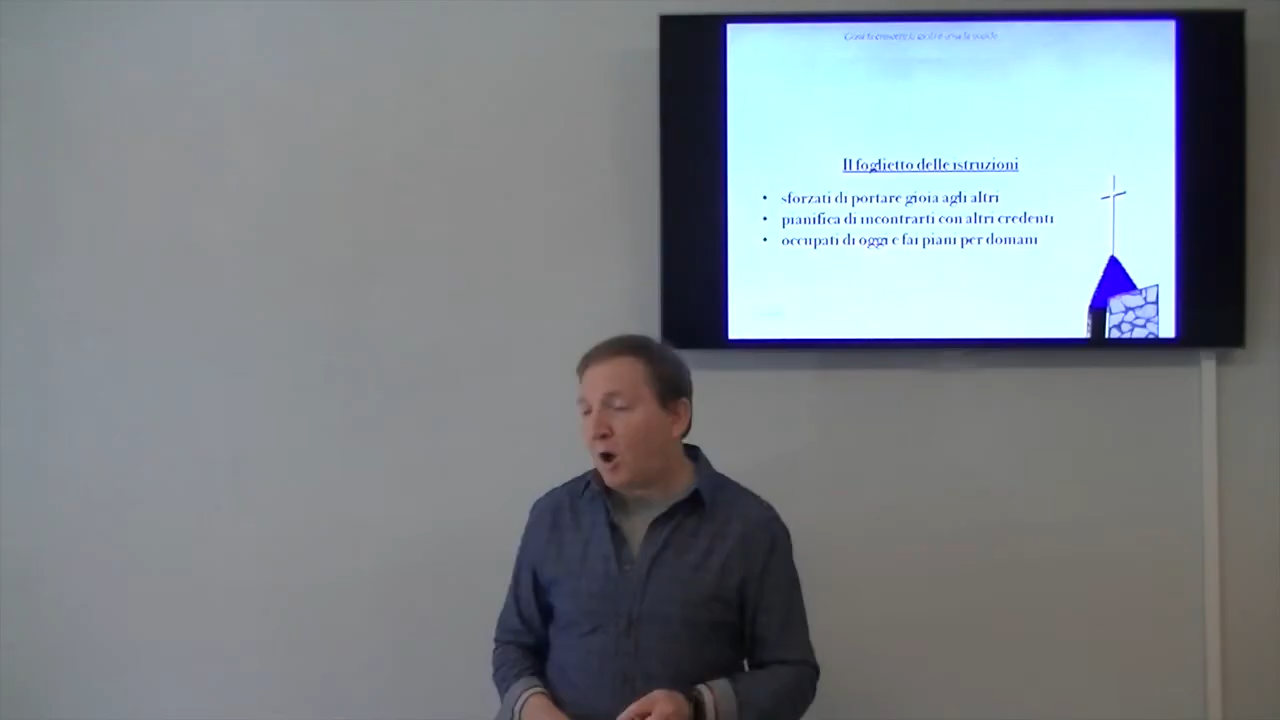 Il foglietto delle istruzioni
• sforzati di portare gioia agli altri
• pianifica di incontrarti con altri credenti
• occupati di oggi e fai piani per domani